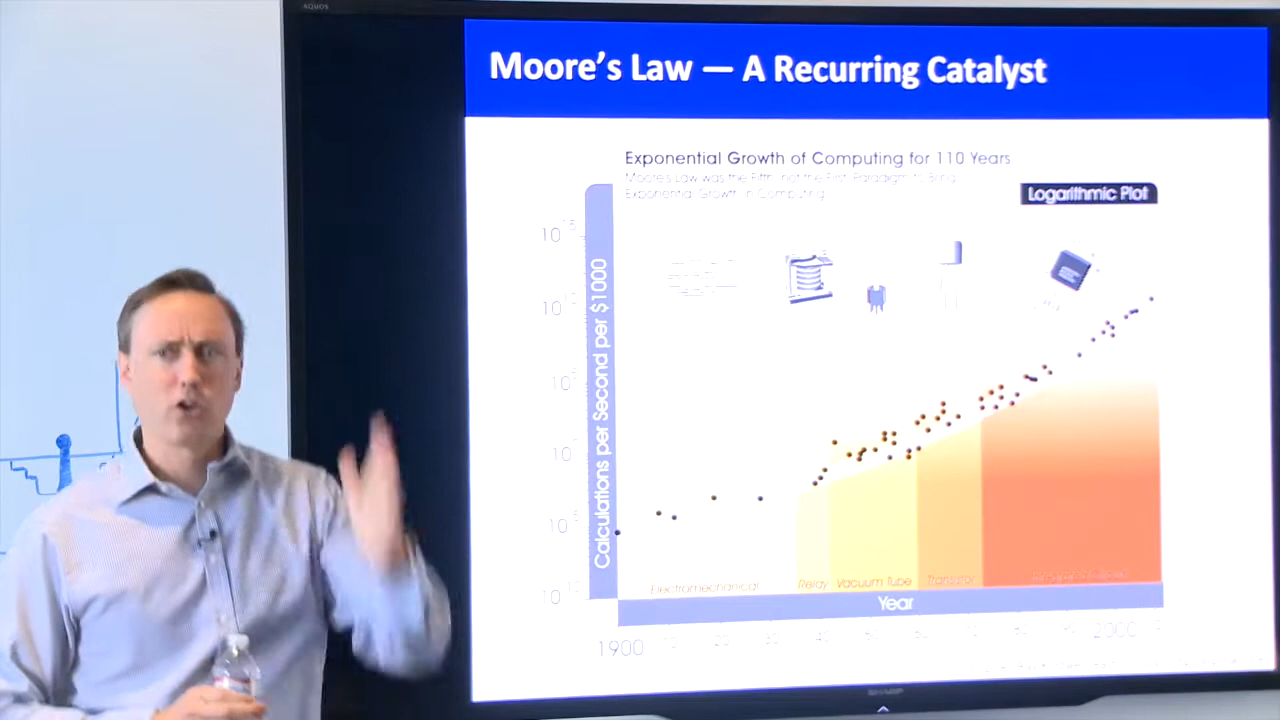 AQUOS
Moore's Law — A Recurring Catalyst
Exponential Growth of Computing for 110 Years
Moore's Law was the Fifth, not the First, Paradigm to Bring
Exponential Growth in Computing
Logarithmic Plot
Calculations per Second per $1000
Electromechanical
Relay
Vacuum Tube
Transistor
Year
1900
2000
SHARP